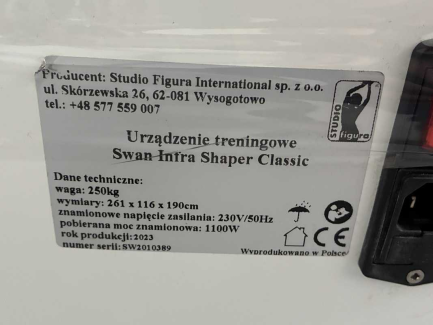 Producent: Studio Figura International sp. z o.o.
ul. Skórzewska 26, 62-081 Wysogotowo
tel.: +48 577 559 007
STUDIO
figura
Urządzenie treningowe
Swan Infra Shaper Classic
Dane techniczne:
waga: 250kg
wymiary: 261 x 116 x 190cm
znamionowe napięcie zasilania: 230V/50Hz
pobierana moc znamionowa: 1100W
rok produkcji: 2023
numer serii: SW2010389
CE
Wyprodukowano w Polsce